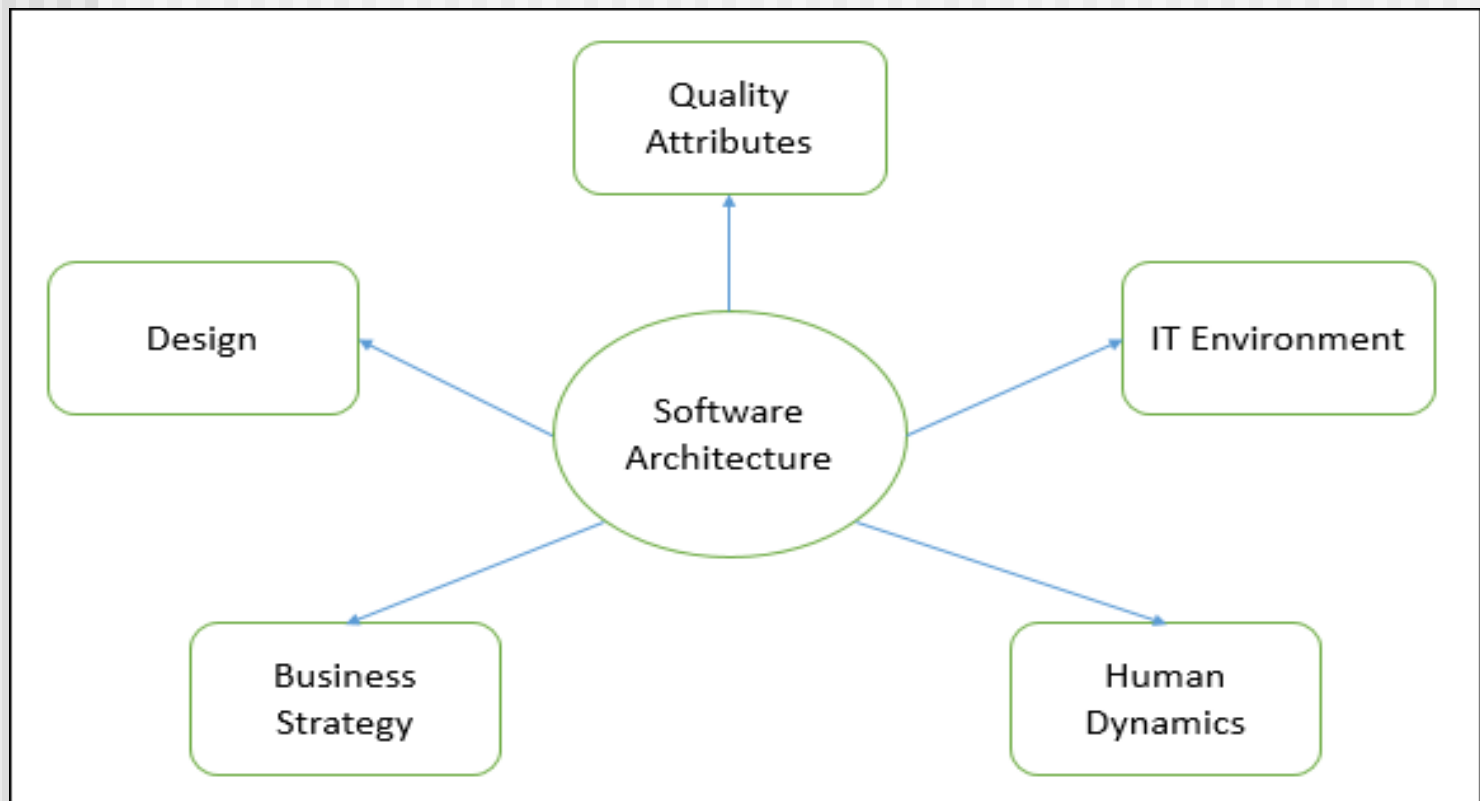 Quality
Attributes
Design
IT Environment
Software
Architecture
Business
Strategy
Human
Dynamics